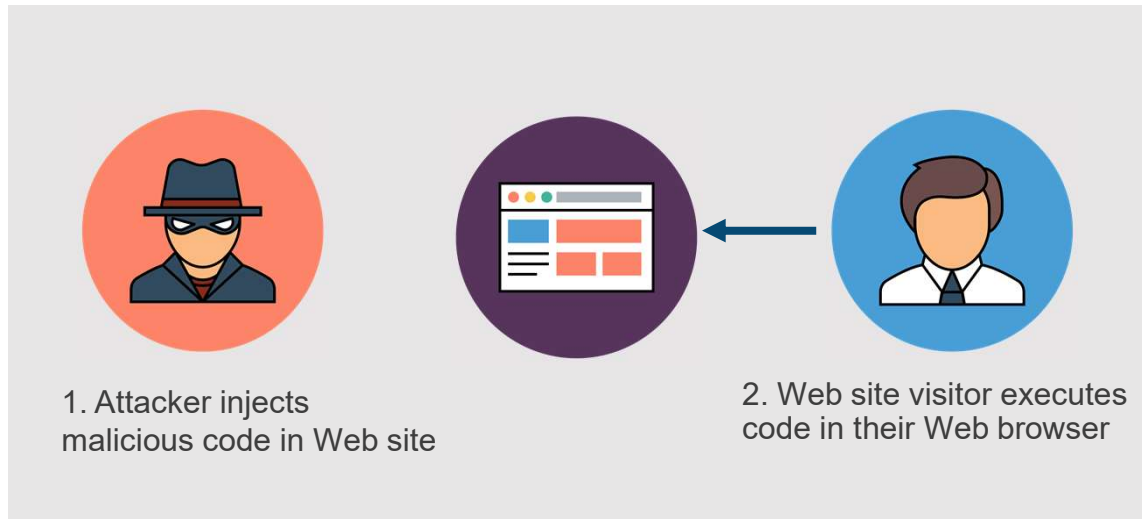 1. Attacker injects
malicious code in Web site
2. Web site visitor executes
code in their Web browser